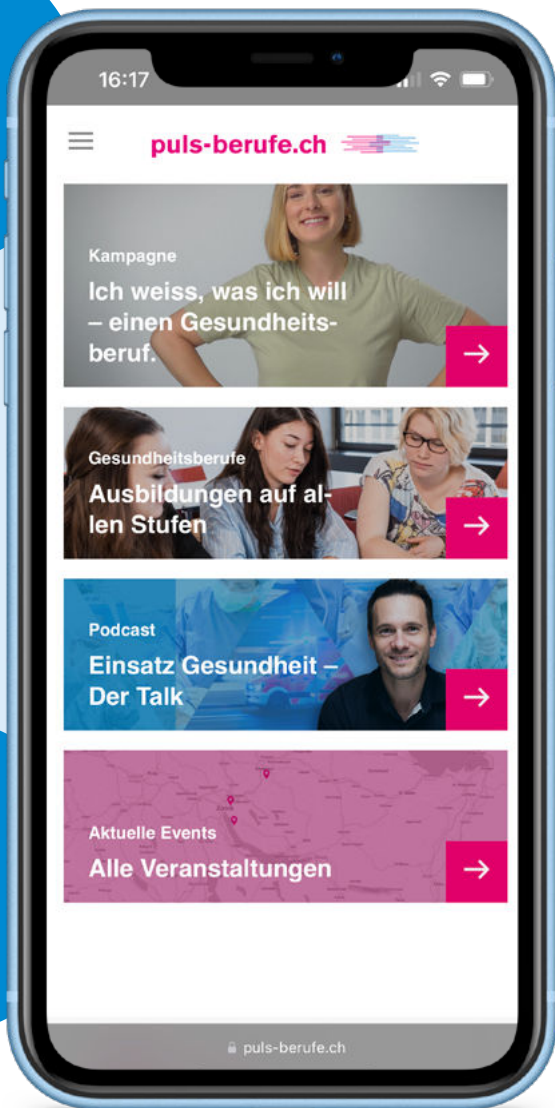 16:17
puls-berufe.ch
Kampagne
Ich weiss, was ich will
– einen Gesundheits-
beruf.
Gesundheitsberufe
Ausbildungen auf al-
len Stufen
Podcast
Einsatz Gesundheit –
Der Talk
Aktuelle Events
Alle Veranstaltungen
puls-berufe.ch